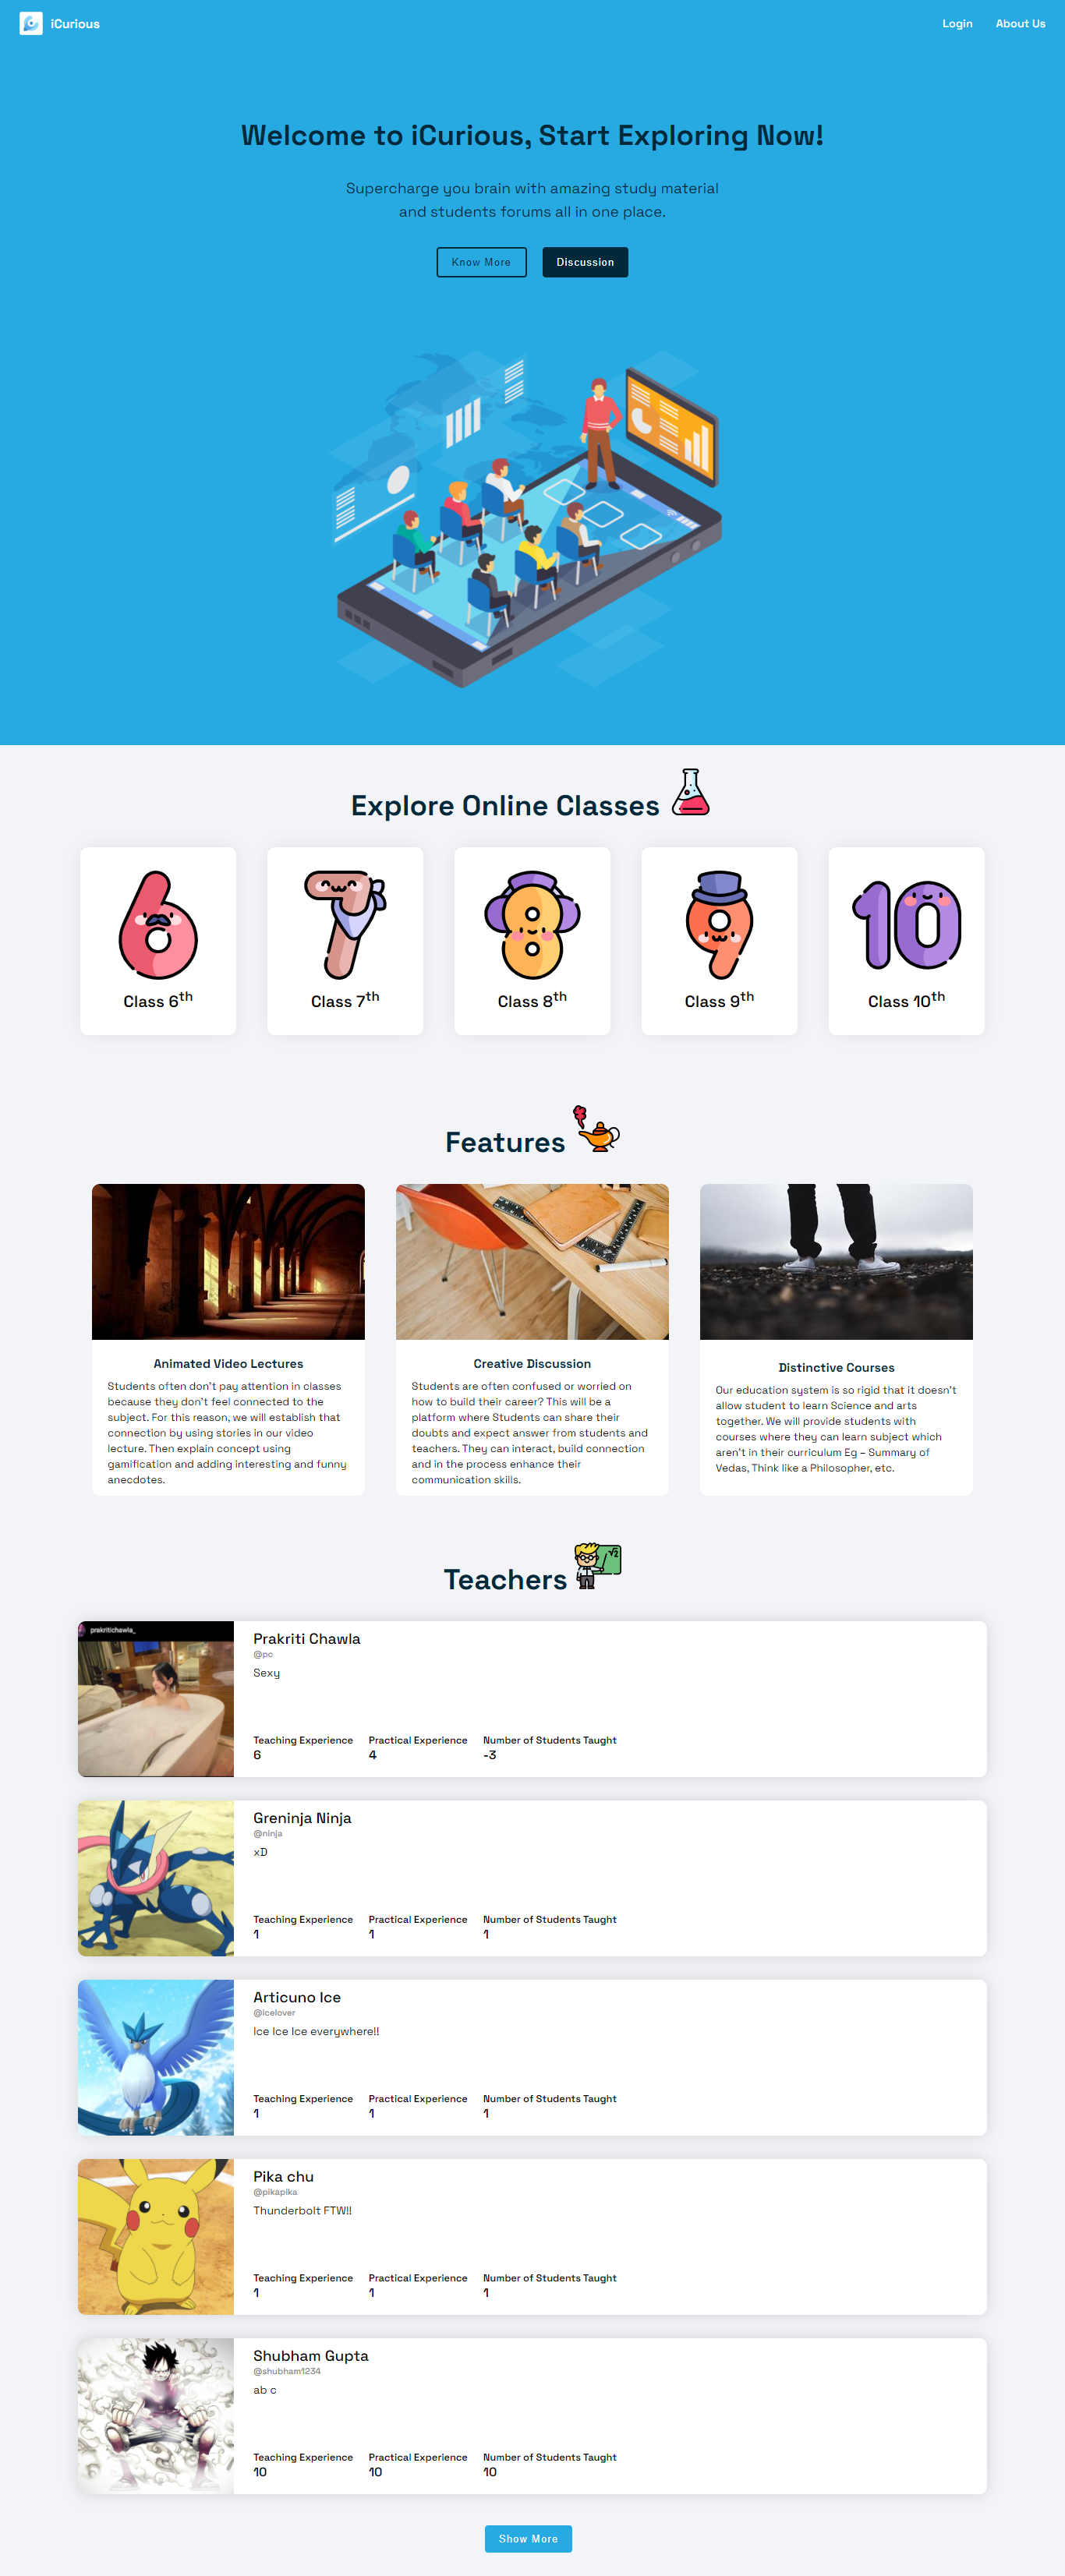 iCurious
Login
About Us
Welcome to iCurious, Start Exploring Now!
Supercharge you brain with amazing study material
and students forums all in one place.
Know More
Discussion
Explore Online Classes
Class 6th
Class 7th
Class 8th
Class 9th
Class 10th
Features
Animated Video Lectures
Students often don't pay attention in classes
because they don't feel connected to the
subject. For this reason, we will establish that
connection by using stories in our video
lecture. Then explain concept using
gamification and adding interesting and funny
anecdotes.
Creative Discussion
Students are often confused or worried on
how to build their career? This will be a
platform where Students can share their
doubts and expect answer from students and
teachers. They can interact, build connection
and in the process enhance their
communication skills.
Distinctive Courses
Our education system is so rigid that it doesn't
allow student to learn Science and arts
together. We will provide students with
courses where they can learn subject which
aren't in their curriculum Eg – Summary of
Vedas, Think like a Philosopher, etc.
Teachers
√2
prakritichawla_
Prakriti Chawla
@pc
Sexy
Teaching Experience
6
Practical Experience
4
Number of Students Taught
-3
Greninja Ninja
@ninja
xD
Teaching Experience
1
Practical Experience
1
Number of Students Taught
1
Articuno Ice
@icelover
Ice Ice Ice everywhere!!
Teaching Experience
1
Practical Experience
1
Number of Students Taught
1
Pika chu
@pikapika
Thunderbolt FTW!!
Teaching Experience
1
Practical Experience
1
Number of Students Taught
1
Shubham Gupta
@shubham1234
ab c
Teaching Experience
10
Practical Experience
10
Number of Students Taught
10
Show More